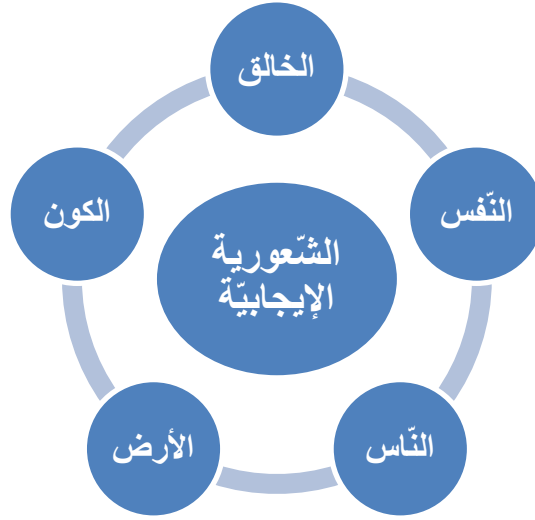 الخالق
النّفس
الكون
الشّعورية
الإيجابيّة
النّاس
الأرض